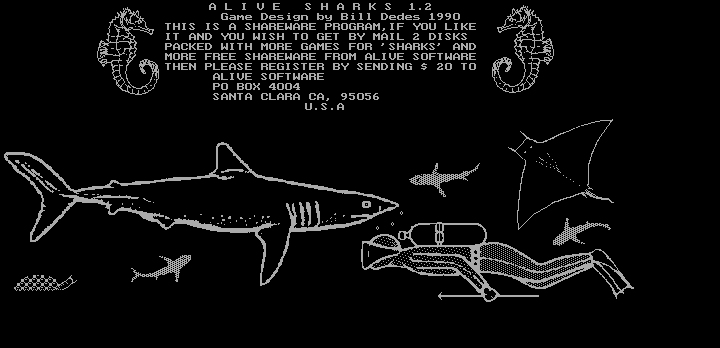 ALIVE SHARKS 1.2
Game Design by Bill Dedes 1990
THIS IS A SHAREWARE PROGRAM,IF YOU LIKE
IT AND YOU WISH TO GET BY MAIL 2 DISKS
PACKED WITH MORE GAMES FOR 'SHARKS' AND
MORE FREE SHAREWARE FROM ALIVE SOFTWARE
THEN PLEASE REGISTER BY SENDING $ 20 TO
ALIVE SOFTWARE
PO BOX 4004
SANTA CLARA CA, 95056
U.S.A